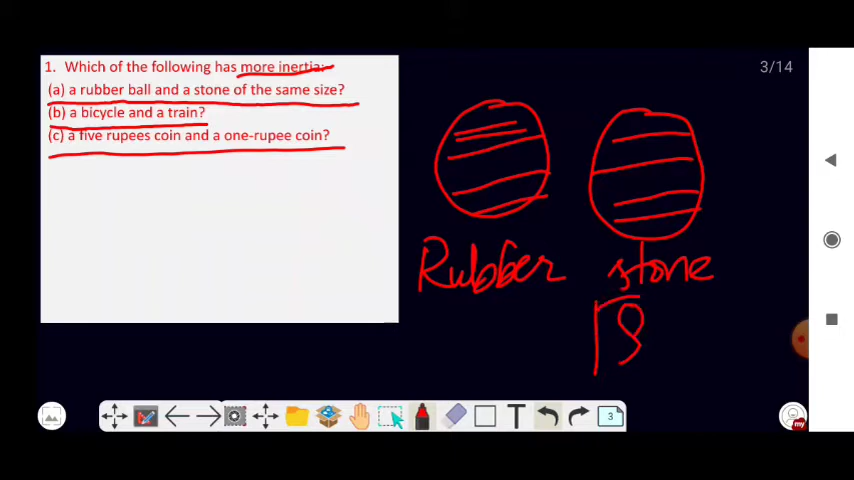 3/14
1. Which of the following has more inertia:
(a) a rubber ball and a stone of the same size?
(b) a bicycle and a train?
(c) a five rupees coin and a one-rupee coin?
Rubber stone
T
3
my